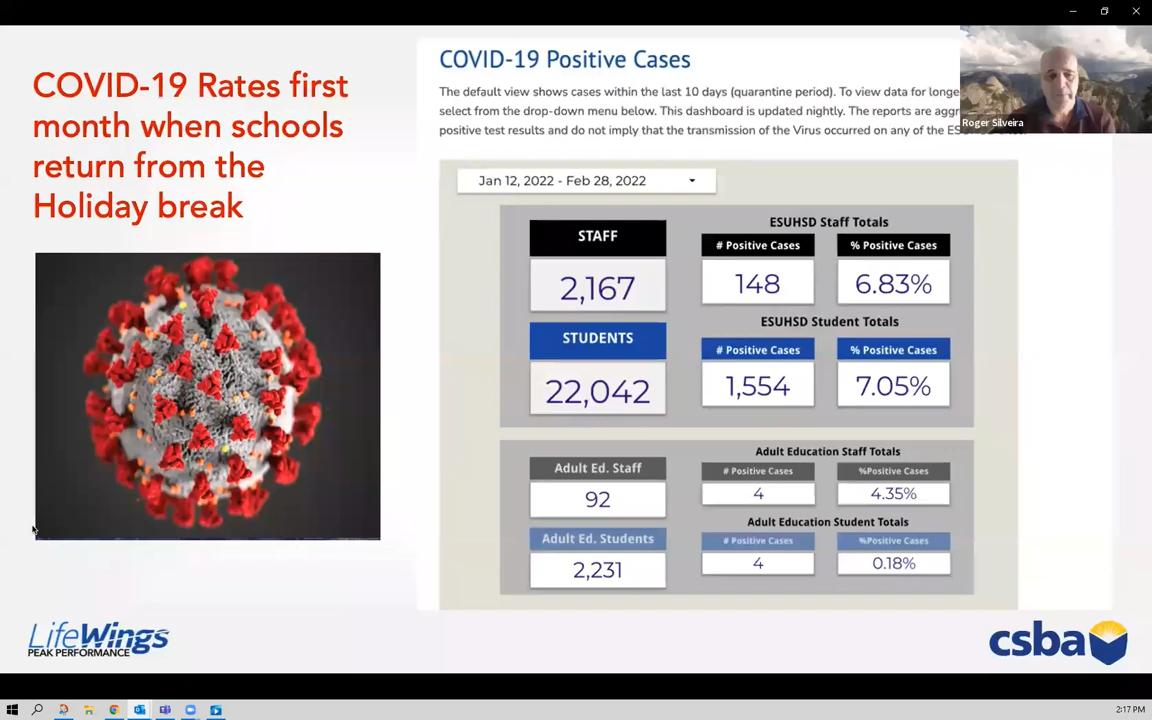 COVID-19 Rates first
month when schools
return from the
Holiday break
COVID-19 Positive Cases
The default view shows cases within the last 10 days (quarantine period). To view data for longe
select from the drop-down menu below. This dashboard is updated nightly. The reports are aggr
positive test results and do not imply that the transmission of the Virus occurred on any of the ES
Roger Silveira
Jan 12, 2022 - Feb 28, 2022
STAFF
2,167
STUDENTS
22,042
ESUHSD Staff Totals
# Positive Cases
% Positive Cases
148
6.83%
ESUHSD Student Totals
# Positive Cases
% Positive Cases
1,554
7.05%
Adult Ed. Staff
92
Adult Ed. Students
2,231
Adult Education Staff Totals
# Positive Cases
%Positive Cases
4
4.35%
Adult Education Student Totals
# Positive Cases
%Positive Cases
4
0.18%
LifeWings
PEAK PERFORMANCE
csba
2:17 PM